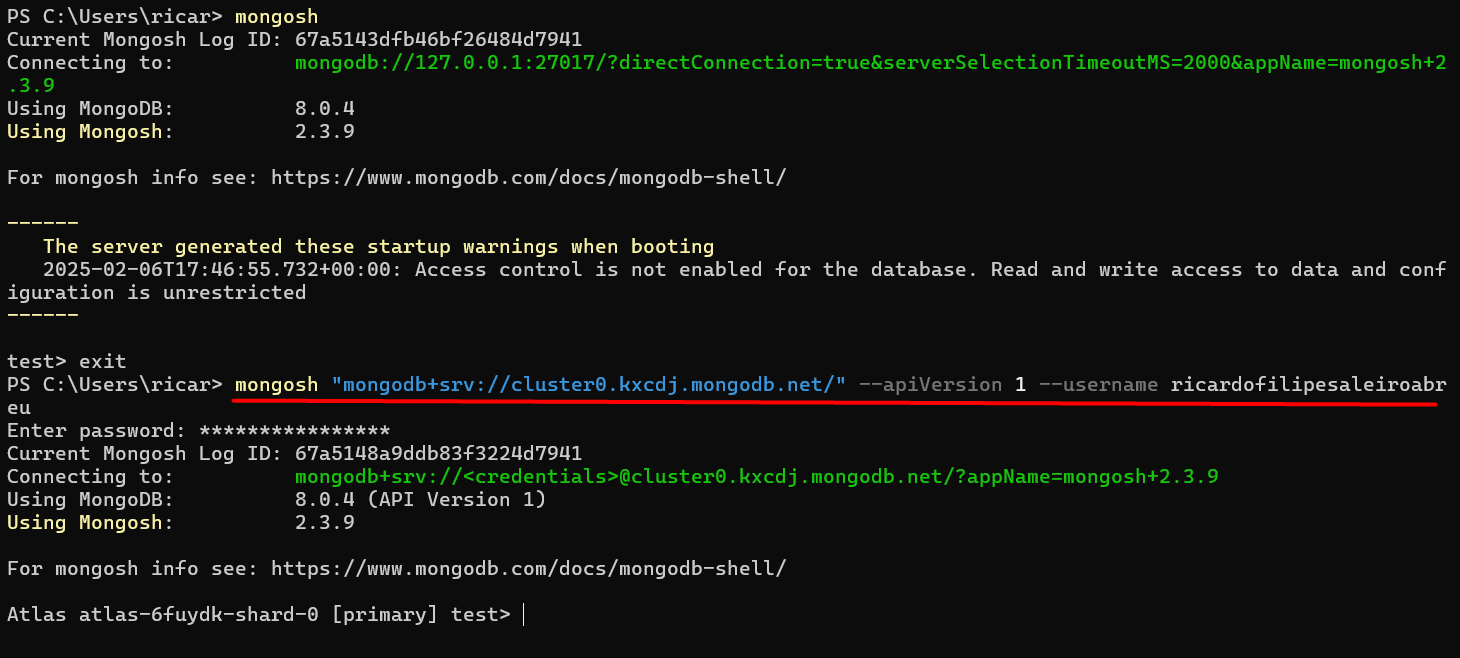 PS C:\Users\ricar> mongosh
Current Mongosh Log ID: 67a5143dfb46bf26484d7941
Connecting to:          mongodb://127.0.0.1:27017/?directConnection=true&serverSelectionTimeoutMS=2000&appName=mongosh+2
.3.9
Using MongoDB:          8.0.4
Using Mongosh:          2.3.9
For mongosh info see: https://www.mongodb.com/docs/mongodb-shell/
------
   The server generated these startup warnings when booting
   2025-02-06T17:46:55.732+00:00: Access control is not enabled for the database. Read and write access to data and conf
iguration is unrestricted
------
test> exit
PS C:\Users\ricar> mongosh "mongodb+srv://cluster0.kxcdj.mongodb.net/" --apiVersion 1 --username ricardofilipesaleiroabr
eu
Enter password: ****************
Current Mongosh Log ID: 67a5148a9ddb83f3224d7941
Connecting to:          mongodb+srv://<credentials>@cluster0.kxcdj.mongodb.net/?appName=mongosh+2.3.9
Using MongoDB:          8.0.4 (API Version 1)
Using Mongosh:          2.3.9
For mongosh info see: https://www.mongodb.com/docs/mongodb-shell/
Atlas atlas-6fuydk-shard-0 [primary] test>